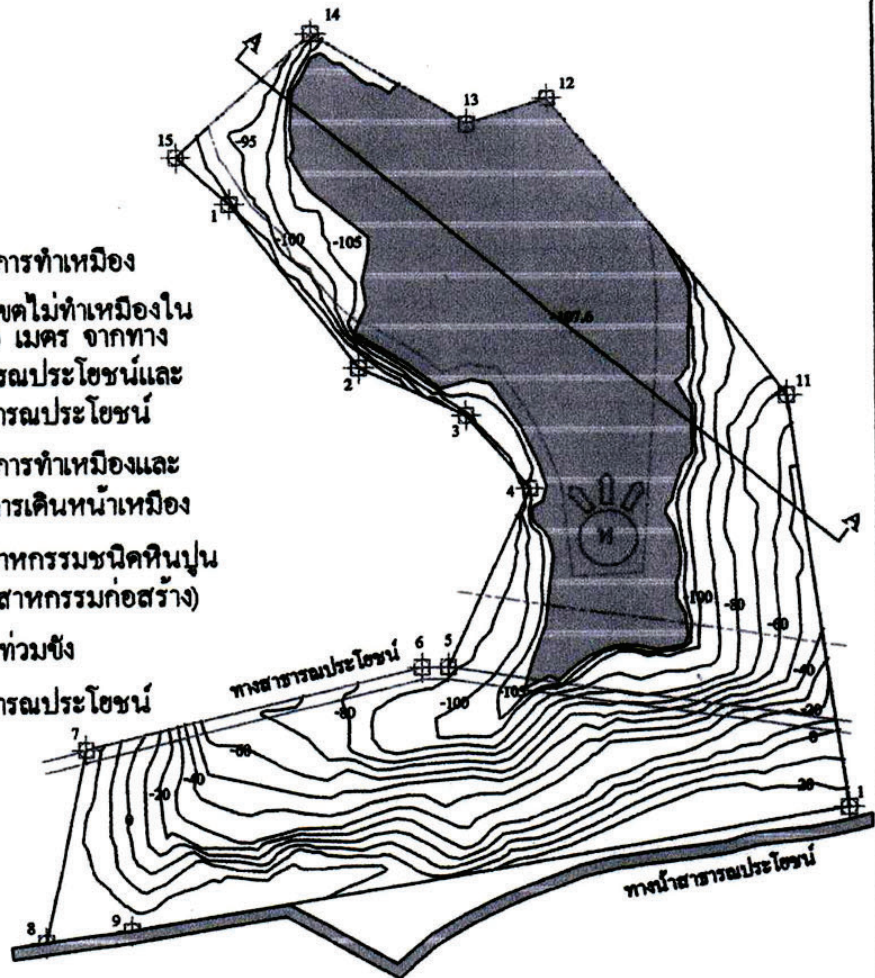 14
A
13
12
15
-95
1
-100
-105
การทำเหมือง
ขตไม่ทำเหมืองใน
เมตร จากทาง
รณประโยชน์และ
ารณประโยชน์
-107.6
2
11
3
การทำเหมืองและ
การเดินหน้าเหมือง
4
A
สาหกรรมชนิดหินปูน
สาหกรรมก่อสร้าง)
ท่วมขัง
-100
-80
-60
ทางสาธารณประโยชน์
6
5
-40
ารณประโยชน์
-105
-100
-80
-20
7
-60
0
-40
-20
20
1
0
ทางน้ำสาธารณประโยชน์
9
8